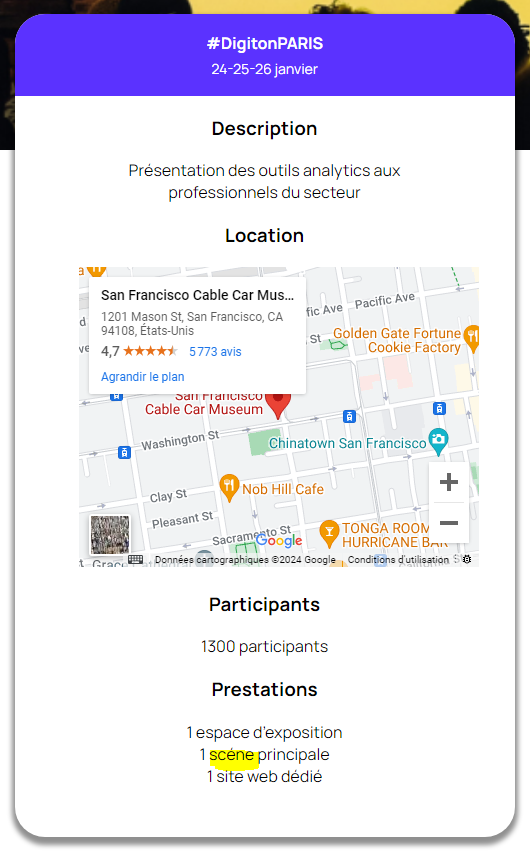 #DigitonPARIS
24-25-26 janvier
Description
Présentation des outils analytics aux
professionnels du secteur
Location
San Francisco Cable Car Mus...
1201 Mason St, San Francisco, CA
94108, États-Unis
4,7
5 773 avis
Agrandir le plan
Pacific Ave
Pacific Ave
Golden Gate Fortune
Cookie Factory
San Francisco
Cable Car Museum
Washington St
Chinatown San Francisco
Clay St
Nob Hill Cafe
Pleasant St
Sacramento St
TONGA ROOM
HURRICANE BAR
Google
Données cartographiques ©2024 Google
Conditions d'utilisation
Participants
1300 participants
Prestations
1 espace d'exposition
1 scéne principale
1 site web dédié